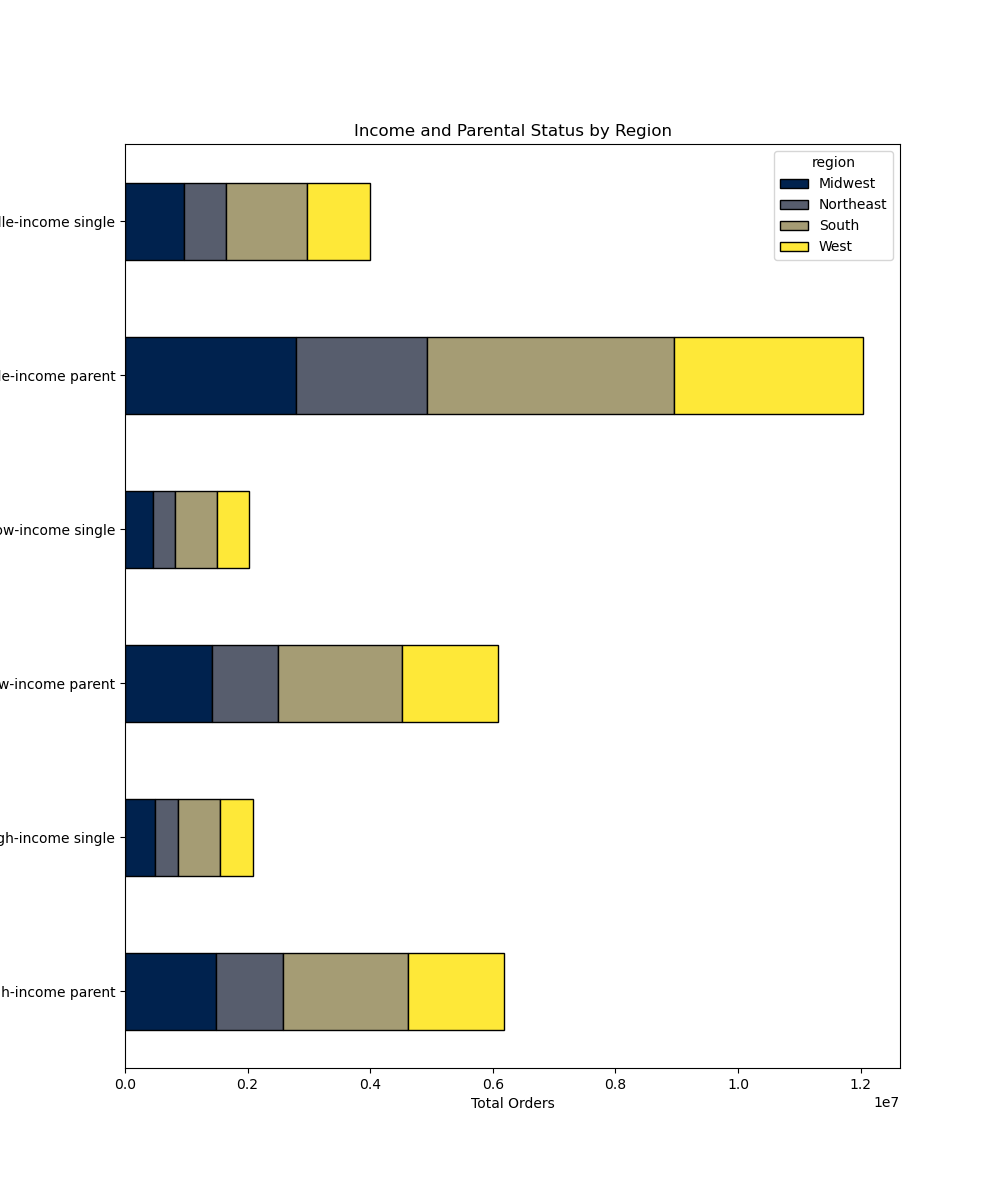 Income and Parental Status by Region
region
Midwest
Northeast
South
West
lle-income single
le-income parent
ow-income single
w-income parent
gh-income single
h-income parent
0.0 0.2 0.4 0.6 0.8 1.0 1.2
1e7
Total Orders